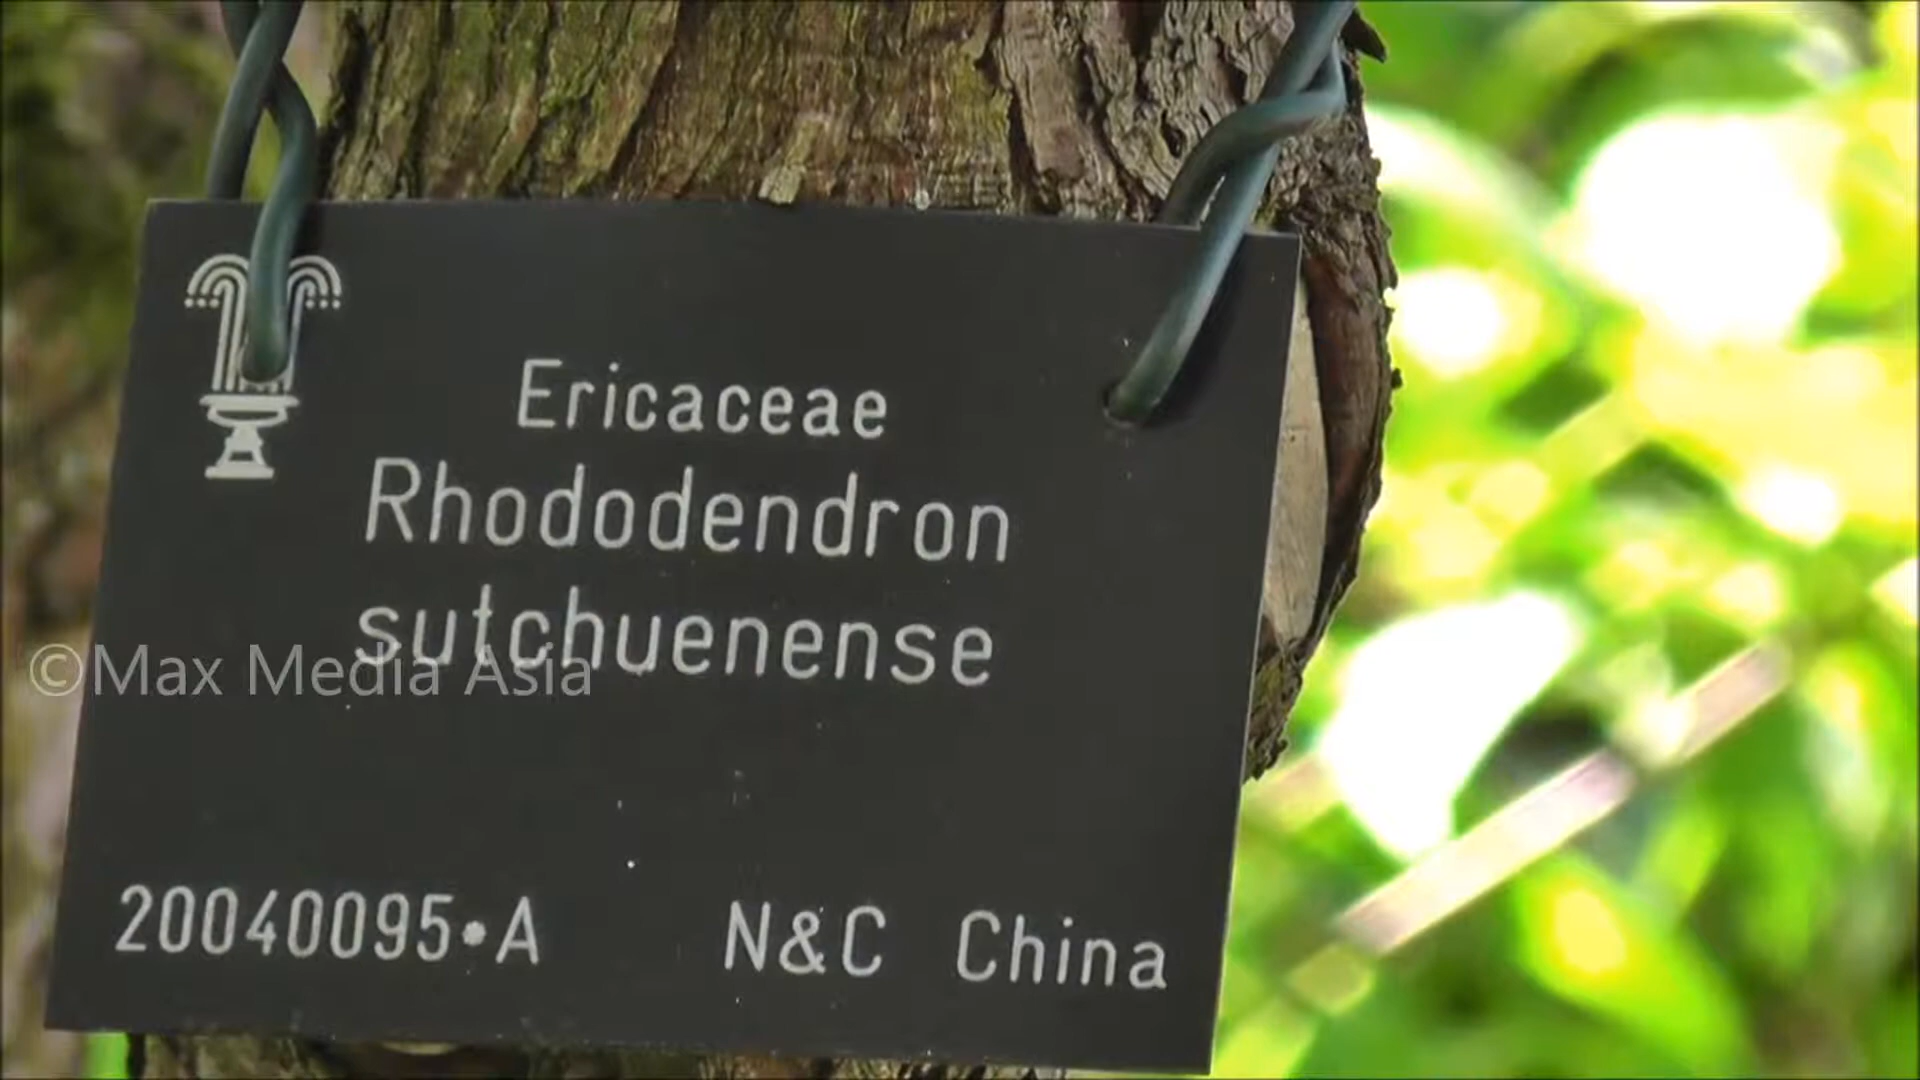 Ericaceae
Rhododendron
sutchuenense
©Max Media Asia
20040095•A N&C China